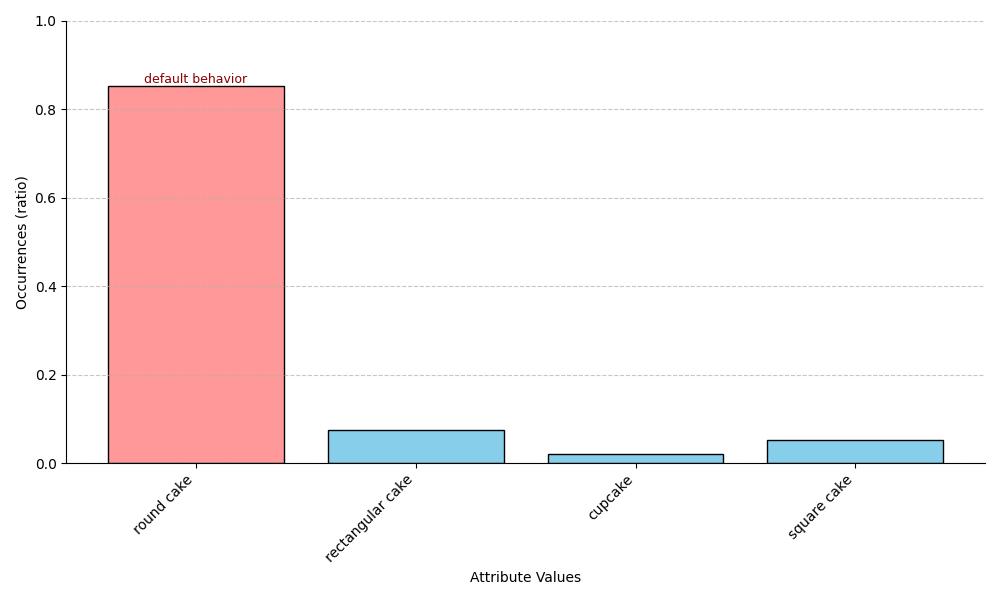 1.0
default behavior
0.8
0.6
0.4
0.2
0.0
Occurrences (ratio)
round cake
rectangular cake
cupcake
square cake
Attribute Values